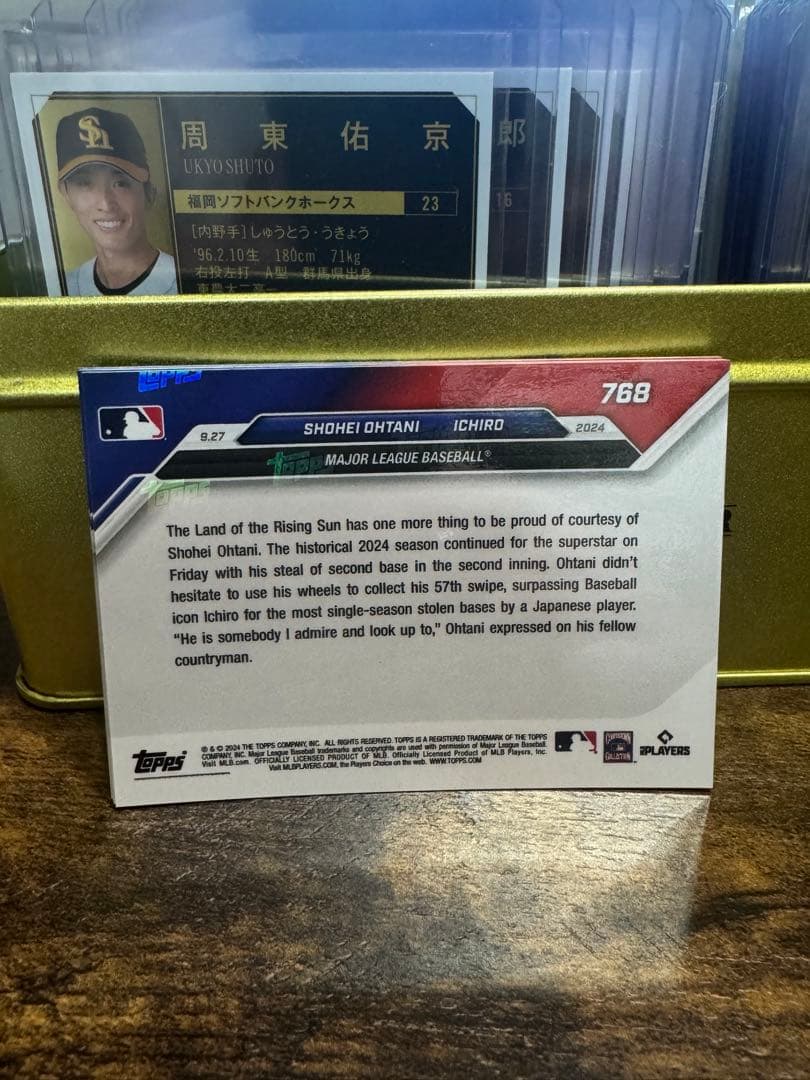 周東佑京
UKYO SHUTO
福岡ソフトバンクホークス 23
[内野手]しゅうとう・うきょう
'96.2.10生 180cm 71kg
右投左打 A型 群馬県出身
東農大二高－
郎
16
TOPPS
768
9.27
SHOHEI OHTANI ICHIRO
2024
Topps
MAJOR LEAGUE BASEBALL®
Topps
The Land of the Rising Sun has one more thing to be proud of courtesy of
Shohei Ohtani. The historical 2024 season continued for the superstar on
Friday with his steal of second base in the second inning. Ohtani didn't
hesitate to use his wheels to collect his 57th swipe, surpassing Baseball
icon Ichiro for the most single-season stolen bases by a Japanese player.
“He is somebody I admire and look up to,” Ohtani expressed on his fellow
countryman.
Topps
® & © 2024 THE TOPPS COMPANY, INC. ALL RIGHTS RESERVED. TOPPS IS A REGISTERED TRADEMARK OF THE TOPPS
COMPANY, INC. Major League Baseball trademarks and copyrights are used with permission of Major League Baseball.
Visit MLB.com. OFFICIALLY LICENSED PRODUCT OF MLB Players, Inc.
Visit MLBPLAYERS.com, the Players Choice on the web. WWW.TOPPS.COM
PLAYERS